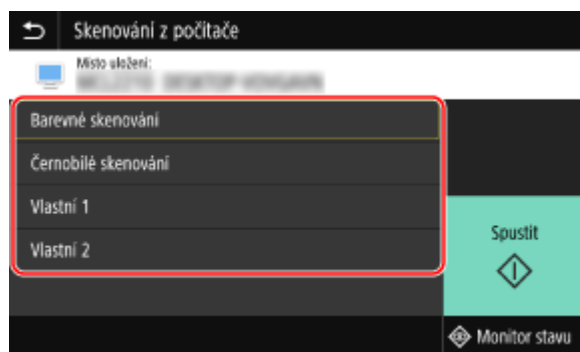 Skenování z počítače
Místo uložení:
Barevné skenování
Černobílé skenování
Vlastní 1
Vlastní 2
Spustit
Monitor stavu